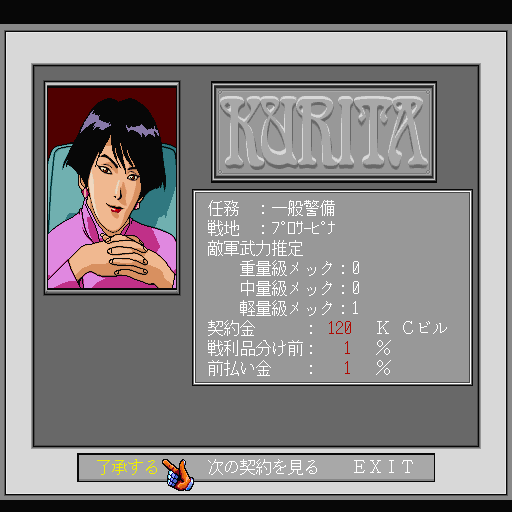 KURITA
任務 :一般警備
戦地 :ﾌﾟﾛｻｰﾋﾟﾅ
敵軍武力推定
重量級メック:0
中量級メック:0
軽量級メック:1
契約金 : 120 K Cビル
戦利品分け前: 1 %
前払い金 : 1 %
了承する 次の契約を見る EXIT